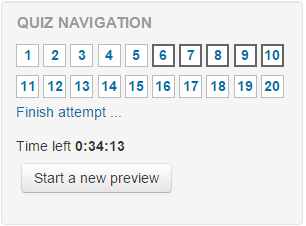 QUIZ NAVIGATION
1 2 3 4 5 6 7 8 9 10
11 12 13 14 15 16 17 18 19 20
Finish attempt ...
Time left 0:34:13
Start a new preview